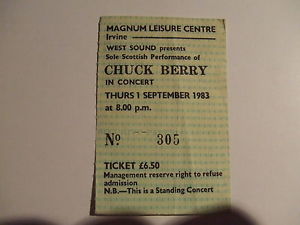 MAGNUM LEISURE CENTRE
Irvine
WEST SOUND presents
Sole Scottish Performance of
CHUCK BERRY
IN CONCERT
THURS 1 SEPTEMBER 1983
at 8.00 p.m.
No 305
TICKET £6.50
Management reserve right to refuse
admission
N.B.—This is a Standing Concert